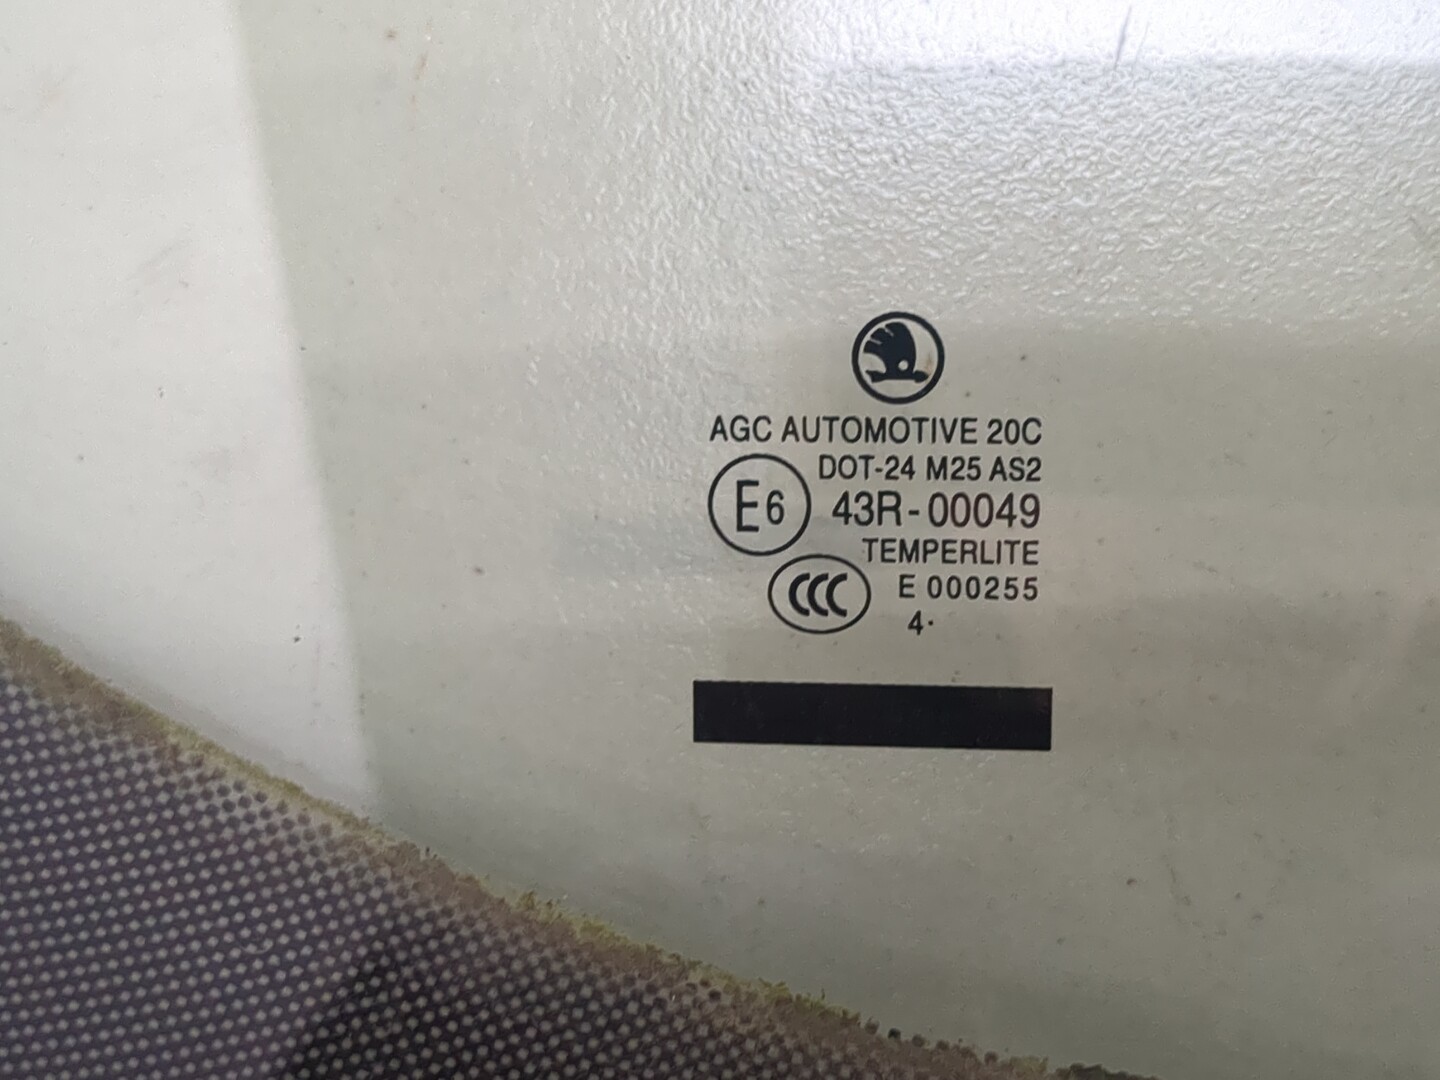 AGC AUTOMOTIVE 20C
DOT-24 M25 AS2
E6 43R-00049
TEMPERLITE
CCC E 000255
4·